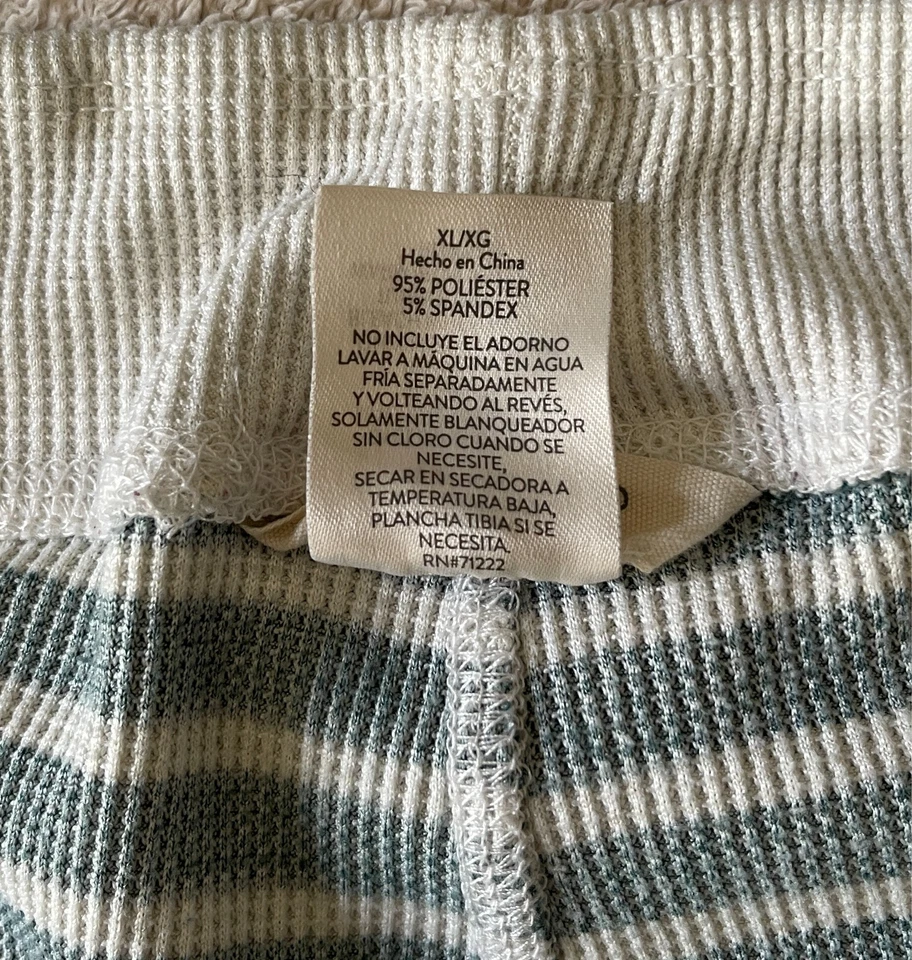 XL/XG
Hecho en China
95% POLIÉSTER
5% SPANDEX
NO INCLUYE EL ADORNO
LAVAR A MÁQUINA EN AGUA
FRÍA SEPARADAMENTE
Y VOLTEANDO AL REVÉS,
SOLAMENTE BLANQUEADOR
SIN CLORO CUANDO SE
NECESITE,
SECAR EN SECADORA A
TEMPERATURA BAJA,
PLANCHA TIBIA SI SE
NECESITA.
RN#71222